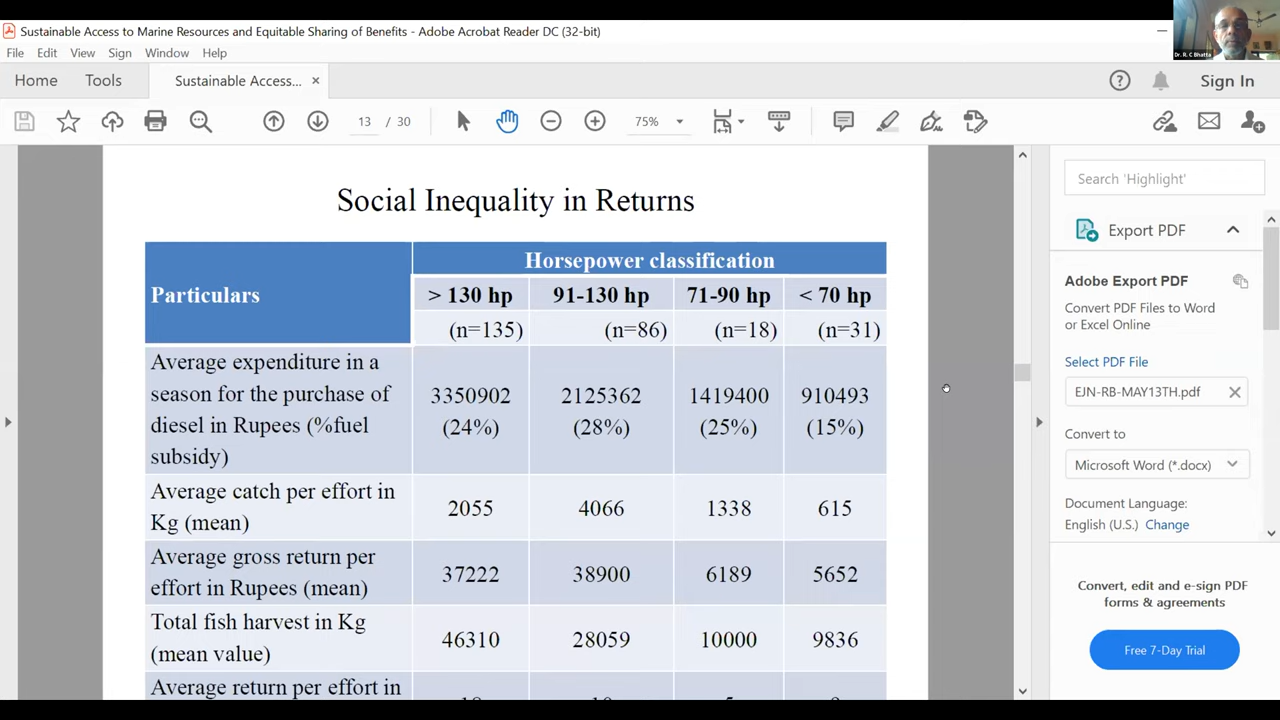 Sustainable Access to Marine Resources and Equitable Sharing of Benefits - Adobe Acrobat Reader DC (32-bit)
Dr. R. C Bhatta
File Edit View Sign Window Help
Home Tools Sustainable Access... × Sign In
13 / 30 75%
Social Inequality in Returns
Particulars
Horsepower classification
> 130 hp 91-130 hp 71-90 hp < 70 hp
(n=135) (n=86) (n=18) (n=31)
Average expenditure in a
season for the purchase of
diesel in Rupees (%fuel
subsidy)
3350902 2125362 1419400 910493
(24%) (28%) (25%) (15%)
Average catch per effort in
Kg (mean)
2055 4066 1338 615
Average gross return per
effort in Rupees (mean)
37222 38900 6189 5652
Total fish harvest in Kg
(mean value)
46310 28059 10000 9836
Average return per effort in
Search 'Highlight'
Export PDF
Adobe Export PDF
Convert PDF Files to Word
or Excel Online
Select PDF File
EJN-RB-MAY13TH.pdf
Convert to
Microsoft Word (*.docx)
Document Language:
English (U.S.) Change
Convert, edit and e-sign PDF
forms & agreements
Free 7-Day Trial